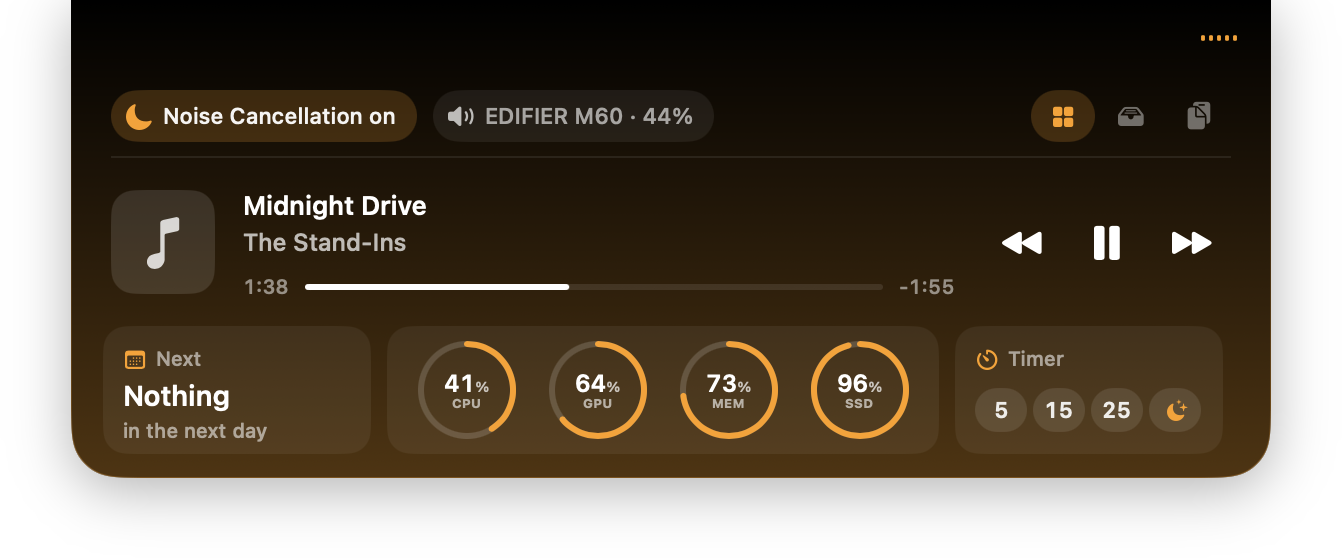 Noise Cancellation on
EDIFIER M60 · 44%
Midnight Drive
The Stand-Ins
1:38
-1:55
Next
Nothing
in the next day
41%
CPU
64%
GPU
73%
MEM
96%
SSD
Timer
5 15 25